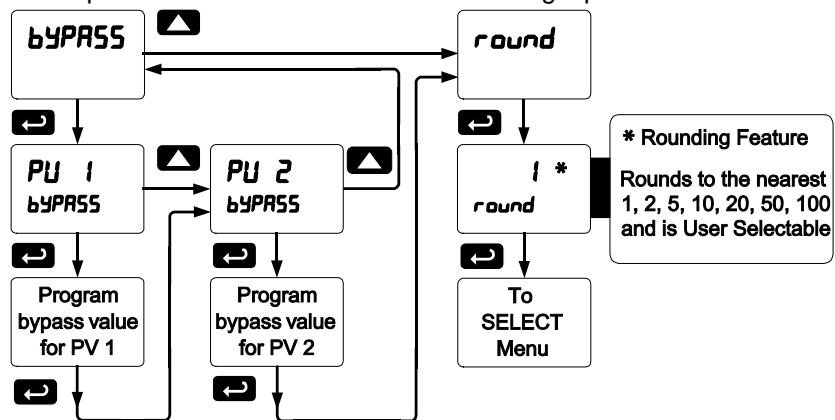 bYPASS
round
PU 1
bYPASS
PU 2
bYPASS
1 *
round
* Rounding Feature
Rounds to the nearest
1, 2, 5, 10, 20, 50, 100
and is User Selectable
Program
bypass value
for PV 1
Program
bypass value
for PV 2
To
SELECT
Menu